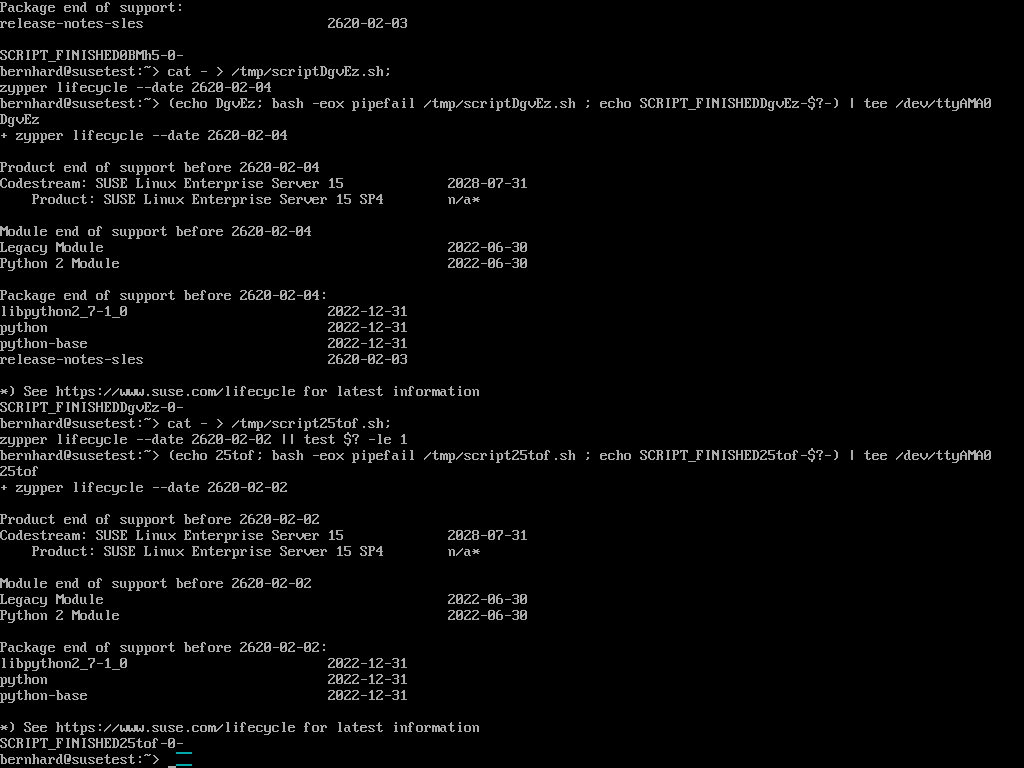 Package end of support:
release-notes-sles                       2620-02-03

SCRIPT_FINISHED0BMh5-0-
bernhard@susetest:~> cat - > /tmp/scriptDgvEz.sh;
zypper lifecycle --date 2620-02-04
bernhard@susetest:~> (echo DgvEz; bash -eox pipefail /tmp/scriptDgvEz.sh ; echo SCRIPT_FINISHEDDgvEz-$?-) | tee /dev/ttyAMA0
DgvEz
+ zypper lifecycle --date 2620-02-04

Product end of support before 2620-02-04
Codestream: SUSE Linux Enterprise Server 15             2028-07-31
    Product: SUSE Linux Enterprise Server 15 SP4        n/a*

Module end of support before 2620-02-04
Legacy Module                                           2022-06-30
Python 2 Module                                         2022-06-30

Package end of support before 2620-02-04:
libpython2_7-1_0                         2022-12-31
python                                   2022-12-31
python-base                              2022-12-31
release-notes-sles                       2620-02-03

*) See https://www.suse.com/lifecycle for latest information
SCRIPT_FINISHEDDgvEz-0-
bernhard@susetest:~> cat - > /tmp/script25tof.sh;
zypper lifecycle --date 2620-02-02 || test $? -le 1
bernhard@susetest:~> (echo 25tof; bash -eox pipefail /tmp/script25tof.sh ; echo SCRIPT_FINISHED25tof-$?-) | tee /dev/ttyAMA0
25tof
+ zypper lifecycle --date 2620-02-02

Product end of support before 2620-02-02
Codestream: SUSE Linux Enterprise Server 15             2028-07-31
    Product: SUSE Linux Enterprise Server 15 SP4        n/a*

Module end of support before 2620-02-02
Legacy Module                                           2022-06-30
Python 2 Module                                         2022-06-30

Package end of support before 2620-02-02:
libpython2_7-1_0                         2022-12-31
python                                   2022-12-31
python-base                              2022-12-31

*) See https://www.suse.com/lifecycle for latest information
SCRIPT_FINISHED25tof-0-
bernhard@susetest:~> _